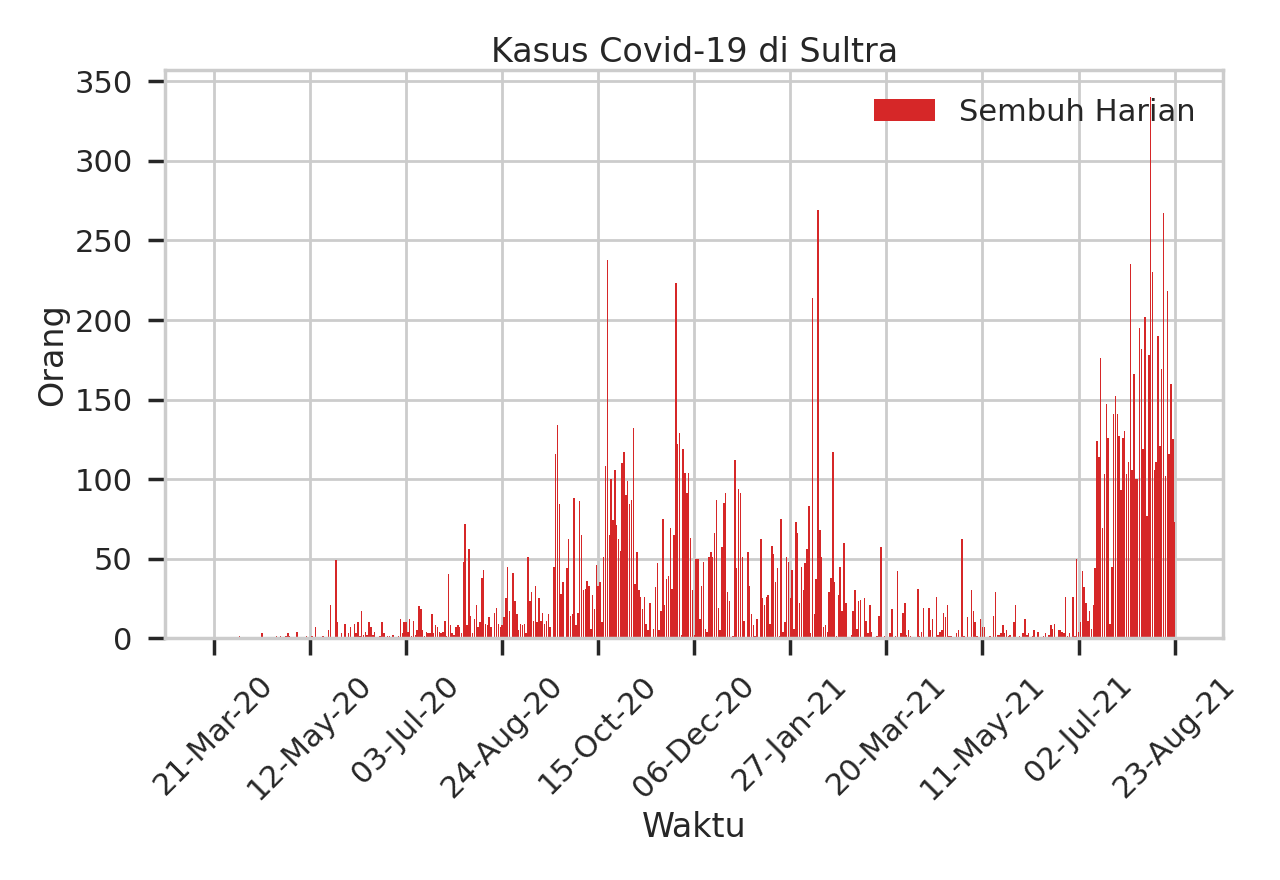 Kasus Covid-19 di Sultra
Sembuh Harian
Orang
350
300
250
200
150
100
50
0
21-Mar-20
12-May-20
03-Jul-20
24-Aug-20
15-Oct-20
06-Dec-20
27-Jan-21
20-Mar-21
11-May-21
02-Jul-21
23-Aug-21
Waktu